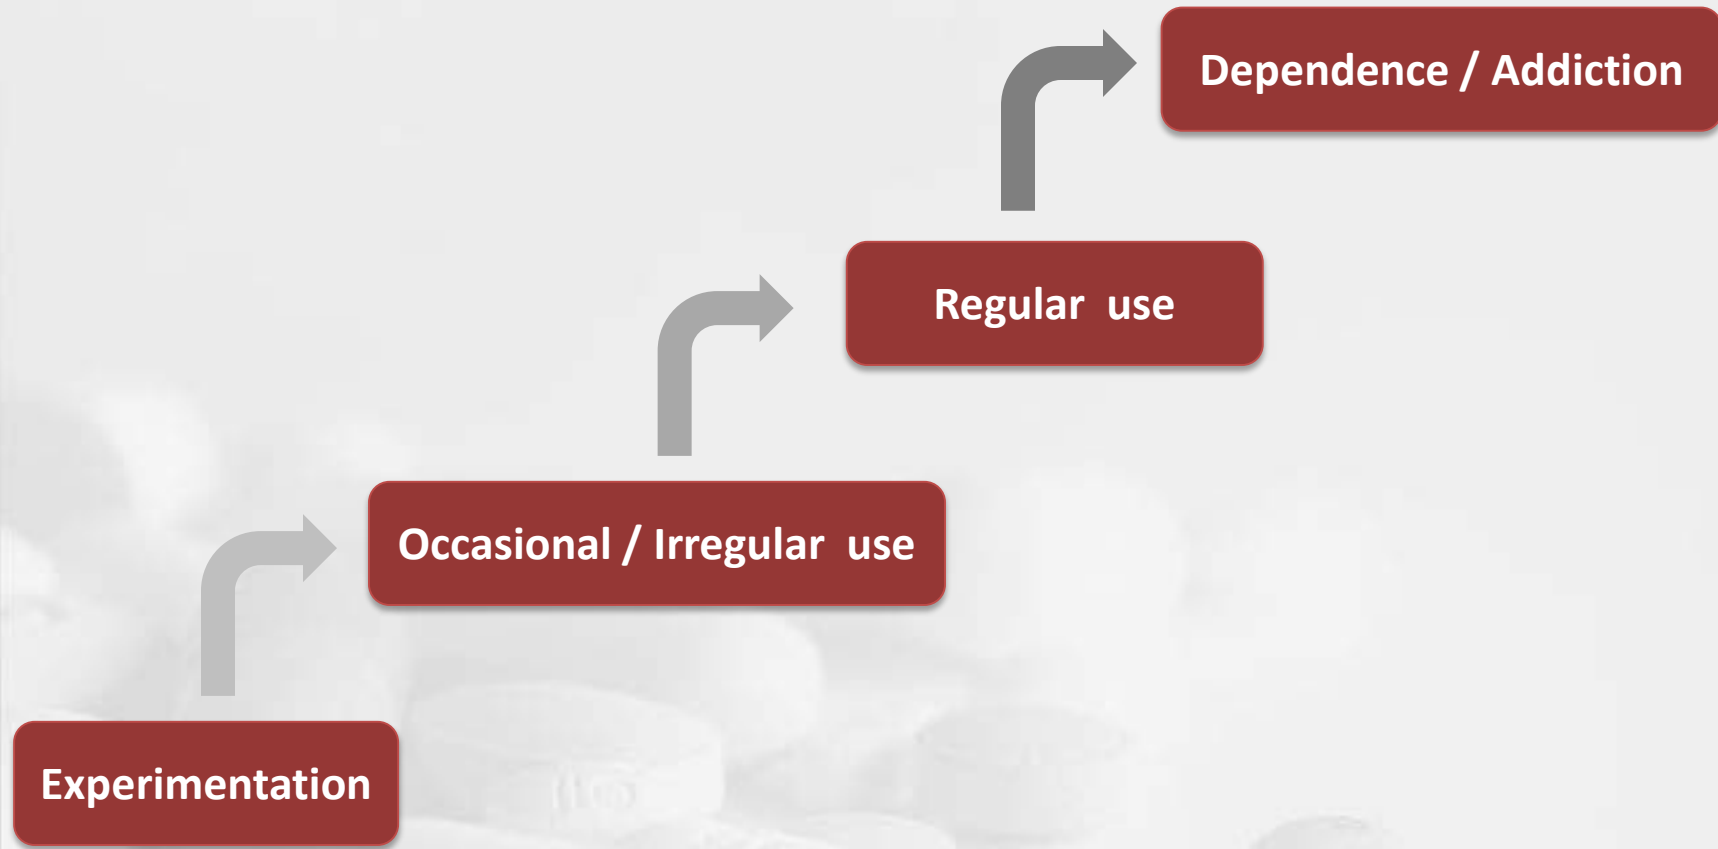 Dependence / Addiction
Regular use
Occasional / Irregular use
Experimentation